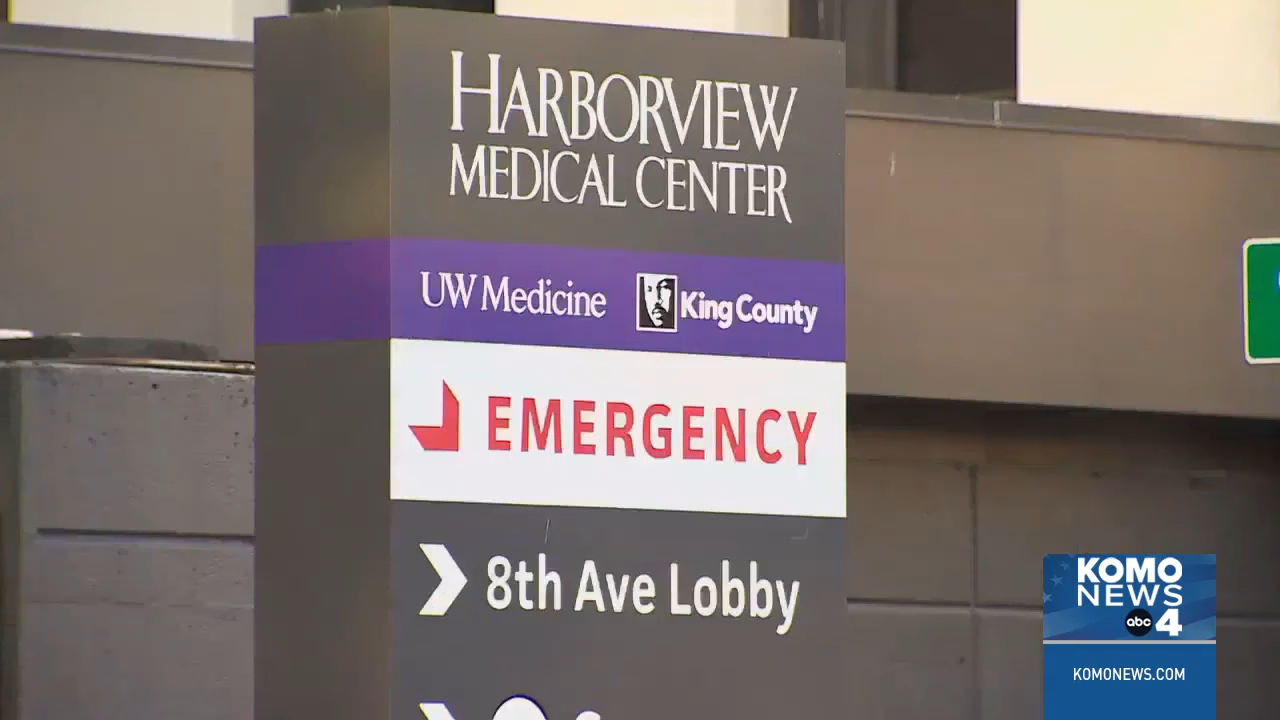 HARBORVIEW
MEDICAL CENTER
UW Medicine
King County
EMERGENCY
8th Ave Lobby
KOMO
NEWS
abc 4
KOMONEWS.COM